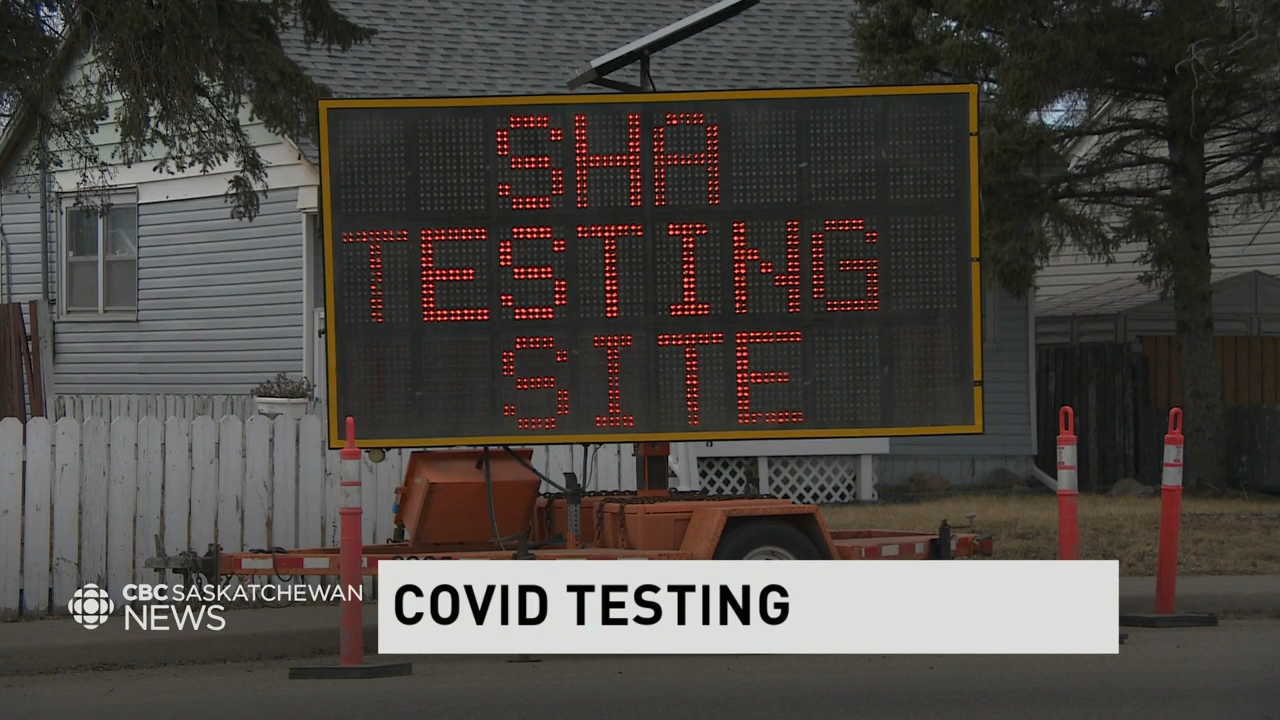 SHA
TESTING
SITE
CBC SASKATCHEWAN
NEWS
COVID TESTING